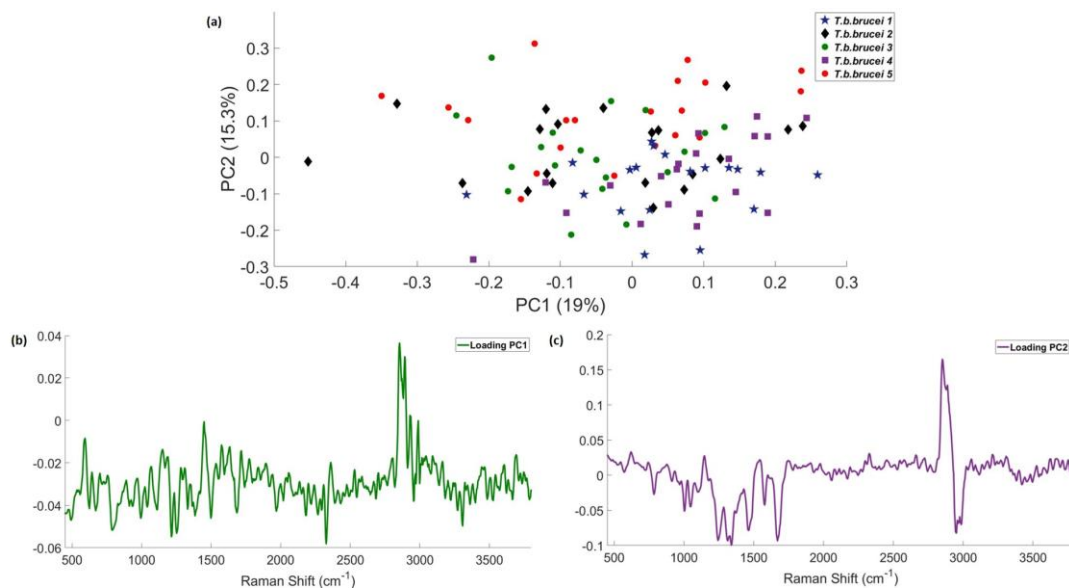 (a)
T.b.brucei 1
T.b.brucei 2
T.b.brucei 3
T.b.brucei 4
T.b.brucei 5
PC2 (15.3%)
0.3
0.2
0.1
0
-0.1
-0.2
-0.3
-0.5 -0.4 -0.3 -0.2 -0.1 0 0.1 0.2 0.3
PC1 (19%)
(b)
Loading PC1
0.04
0.02
0
-0.02
-0.04
-0.06
500 1000 1500 2000 2500 3000 3500
Raman Shift (cm-1)
(c)
Loading PC2
0.2
0.15
0.1
0.05
0
-0.05
-0.1
500 1000 1500 2000 2500 3000 3500
Raman Shift (cm-1)